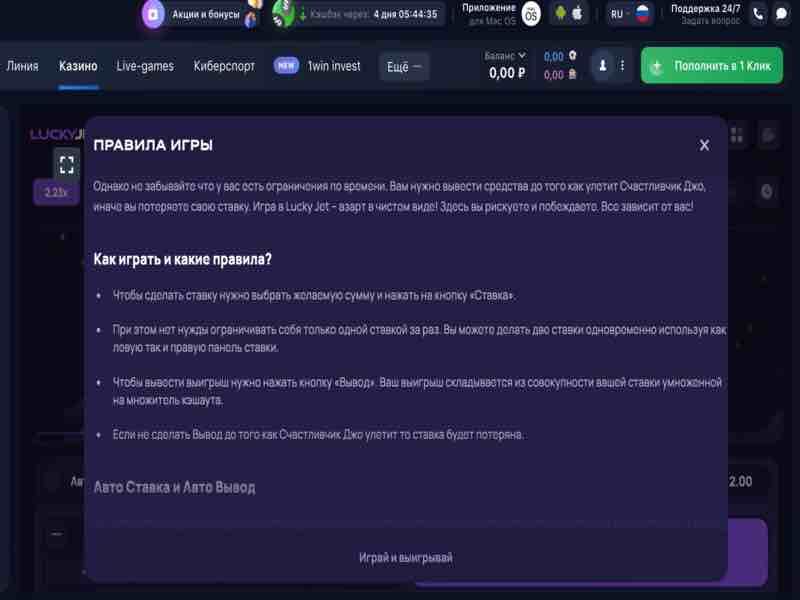 Акции и бонусы
Кэшбэк через: 4 дня 05:44:35
Приложение
для Mac OS
OS
RU
Поддержка 24/7
Задать вопрос
Линия
Казино
Live-games
Киберспорт
NEW
1win invest
Ещё
Баланс
0,00 ₽
0,00
0,00
Пополнить в 1 Клик
LUCKYJE
2.23x
ПРАВИЛА ИГРЫ
X
Однако не забывайте что у вас есть ограничения по времени. Вам нужно вывести средства до того как улетит Счастливчик Джо,
иначе вы потеряете свою ставку. Игра в Lucky Jet – азарт в чистом виде! Здесь вы рискуете и побеждаете. Все зависит от вас!
Как играть и какие правила?
• Чтобы сделать ставку нужно выбрать желаемую сумму и нажать на кнопку «Ставка».
• При этом нет нужды ограничивать себя только одной ставкой за раз. Вы можете делать две ставки одновременно используя как
левую так и правую панель ставки.
• Чтобы вывести выигрыш нужно нажать кнопку «Вывод». Ваш выигрыш складывается из совокупности вашей ставки умноженной
на множитель кэшаута.
• Если не сделать Вывод до того как Счастливчик Джо улетит то ставка будет потеряна.
Ав
2.00
Авто Ставка и Авто Вывод
Играй и выигрывай